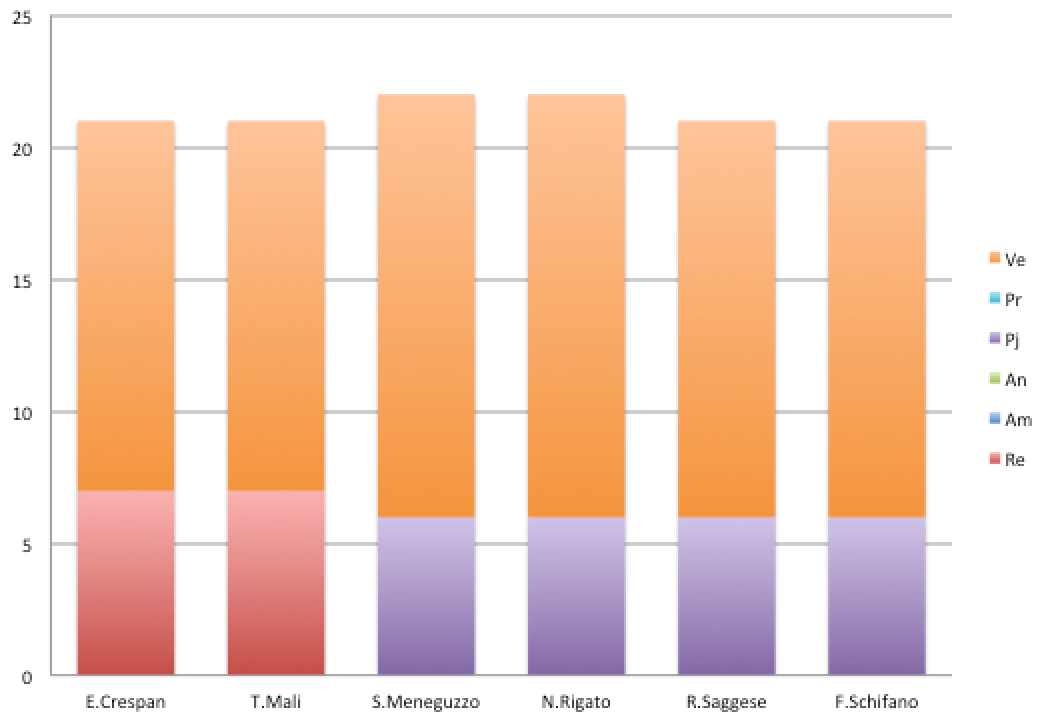 25
20
15
10
5
0
E.Crespan T.Mali S.Meneguzzo N.Rigato R.Saggese F.Schifano
Ve
Pr
Pj
An
Am
Re